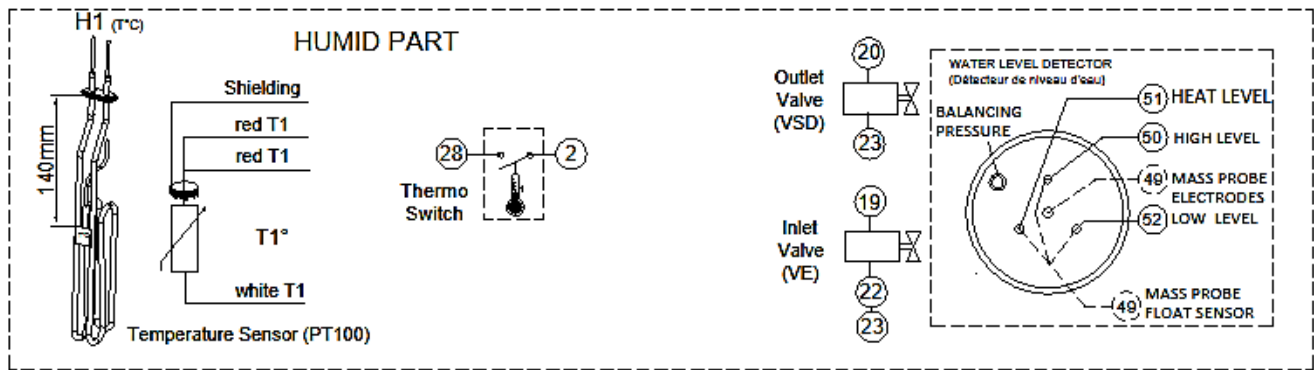 H1 (T°C)
HUMID PART
140mm
Shielding
red T1
red T1
T1°
white T1
Temperature Sensor (PT100)
28
2
Thermo
Switch
Outlet
Valve
(VSD)
20
23
Inlet
Valve
(VE)
19
22
23
WATER LEVEL DETECTOR
(Détecteur de niveau d'eau)
BALANCING
PRESSURE
51 HEAT LEVEL
50 HIGH LEVEL
49 MASS PROBE
ELECTRODES
52 LOW LEVEL
49 MASS PROBE
FLOAT SENSOR